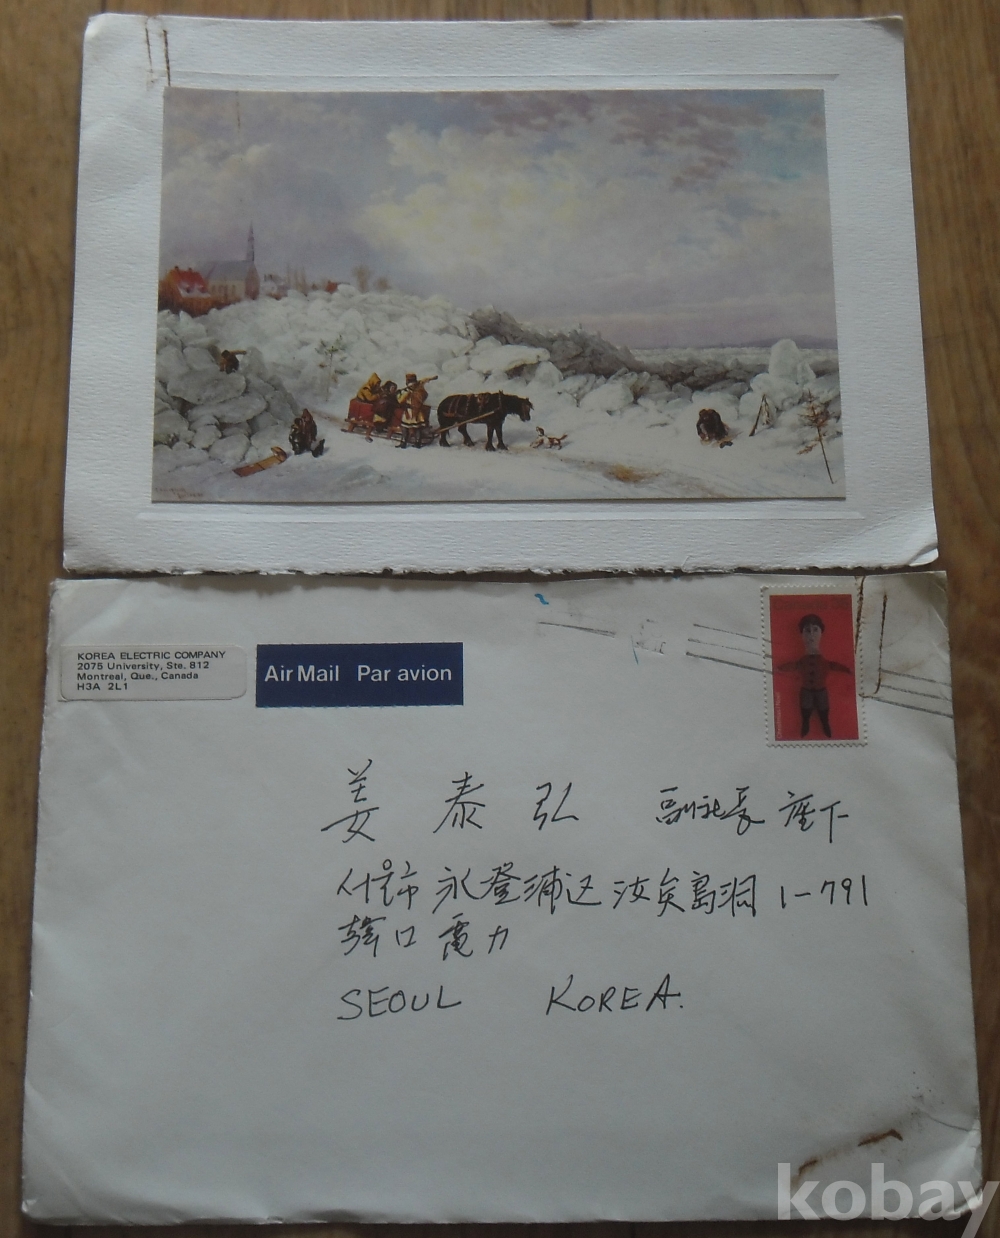 KOREA ELECTRIC COMPANY
2075 University, Ste. 812
Montreal, Que., Canada
H3A 2L1
Air Mail Par avion
姜 泰 弘 副社長 座下
서울市 永登浦区 汝矣島洞 1-791
韓口電力
SEOUL KOREA.
kobay